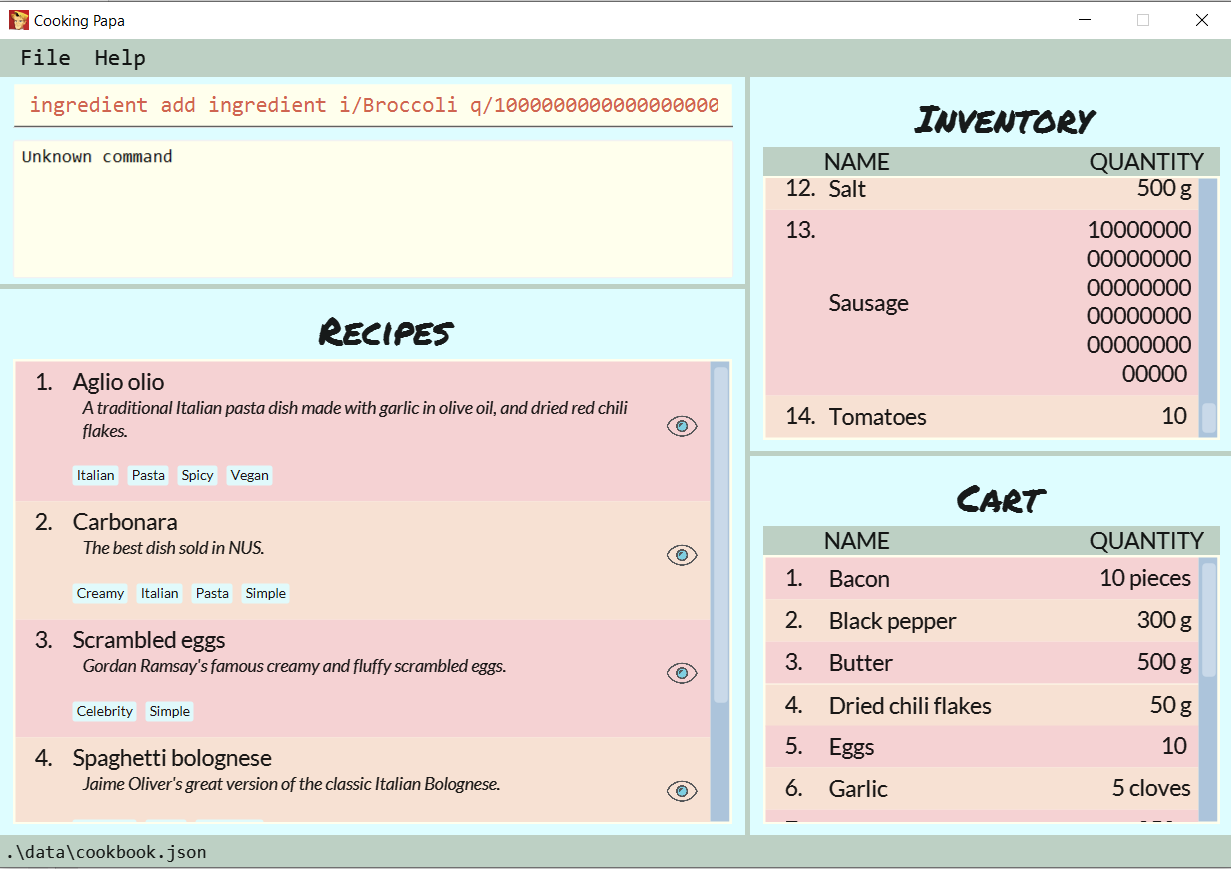 Cooking Papa
File Help
ingredient add ingredient i/Broccoli q/1000000000000000000
Unknown command
RECIPES
1. Aglio olio
A traditional Italian pasta dish made with garlic in olive oil, and dried red chili
flakes.
Italian Pasta Spicy Vegan
2. Carbonara
The best dish sold in NUS.
Creamy Italian Pasta Simple
3. Scrambled eggs
Gordan Ramsay's famous creamy and fluffy scrambled eggs.
Celebrity Simple
4. Spaghetti bolognese
Jaime Oliver's great version of the classic Italian Bolognese.
INVENTORY
NAME QUANTITY
12. Salt 500 g
13. Sausage 10000000
00000000
00000000
00000000
00000000
00000
14. Tomatoes 10
CART
NAME QUANTITY
1. Bacon 10 pieces
2. Black pepper 300 g
3. Butter 500 g
4. Dried chili flakes 50 g
5. Eggs 10
6. Garlic 5 cloves
.\data\cookbook.json